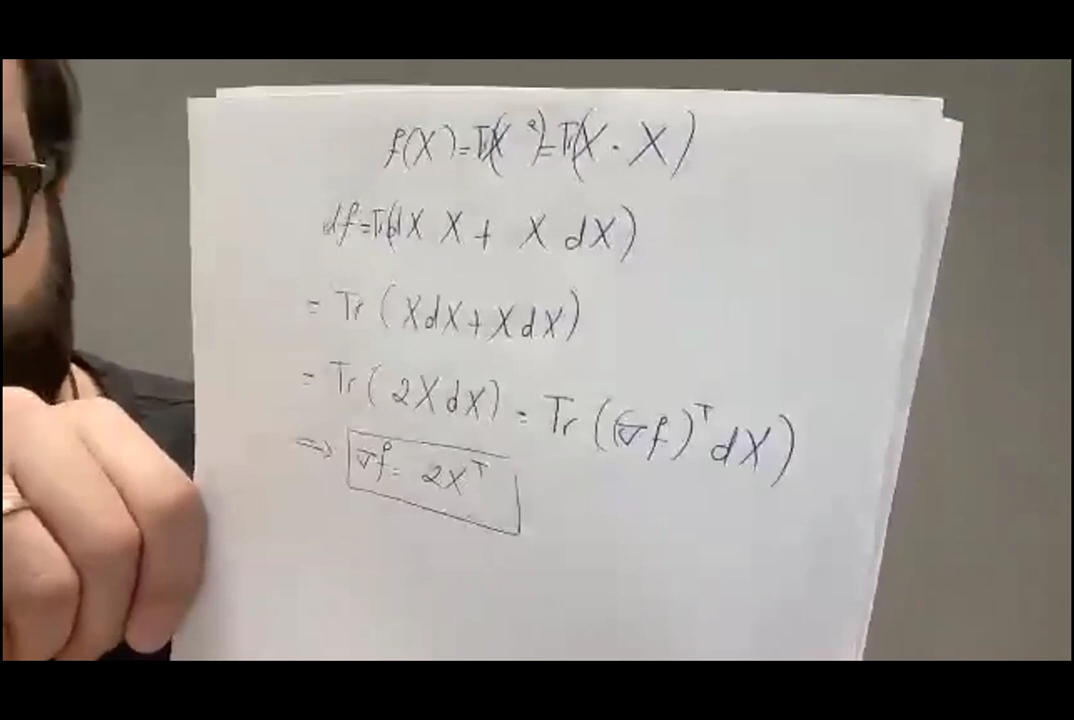 f(X)=Tr(X²)=Tr(X · X)
df=Tr(dX X + X dX)
= Tr (XdX+XdX)
= Tr( 2XdX) = Tr (∇f)ᵀ dX)
=> ∇f= 2Xᵀ